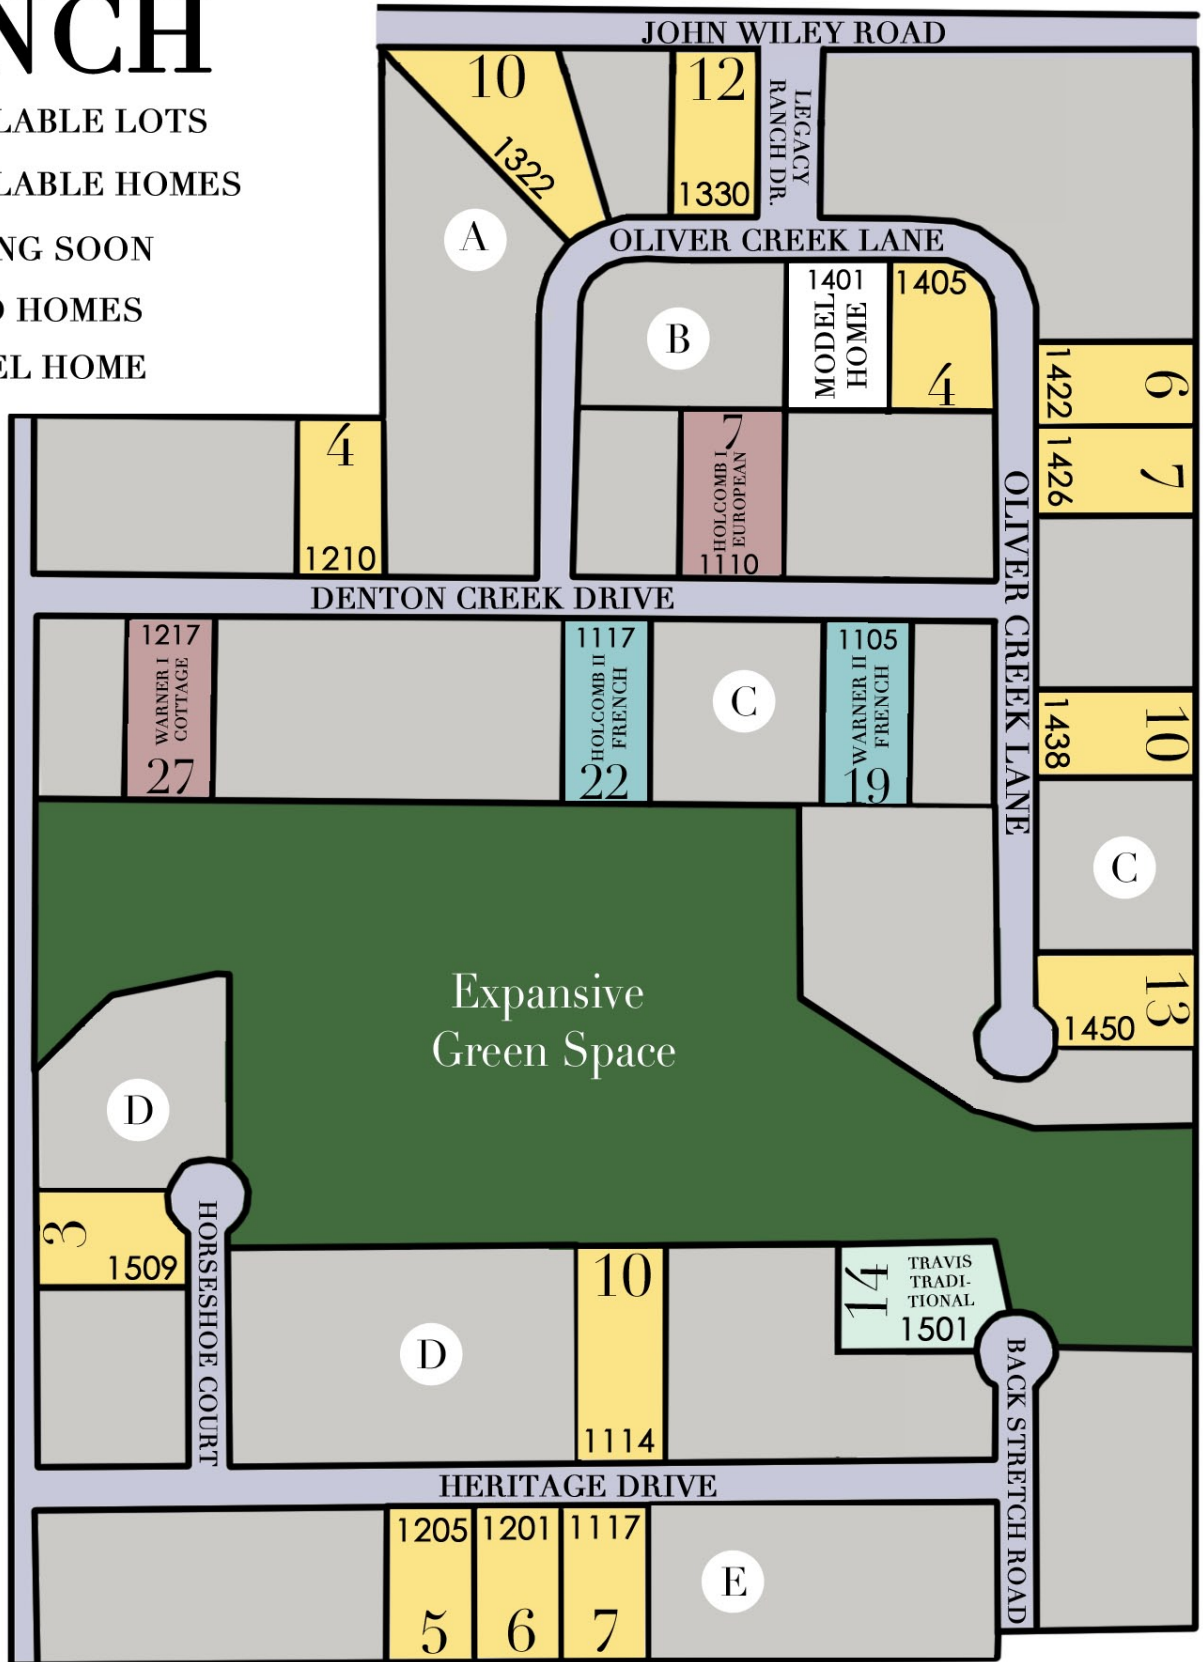 NCH
LABLE LOTS
LABLE HOMES
NG SOON
D HOMES
EL HOME
JOHN WILEY ROAD
10
1322
12
1330
LEGACY
RANCH DR.
A
OLIVER CREEK LANE
B
1401
MODEL
HOME
1405
4
1422
6
1426
7
4
1210
7
HOLCOMB I
EUROPEAN
1110
OLIVER CREEK LANE
DENTON CREEK DRIVE
1217
WARNER I
COTTAGE
27
1117
HOLCOMB II
FRENCH
22
C
1105
WARNER II
FRENCH
19
1438
10
C
Expansive
Green Space
13
1450
D
3
1509
HORSESHOE COURT
D
10
1114
14
TRAVIS
TRADI-
TIONAL
1501
BACK STRETCH ROAD
HERITAGE DRIVE
1205
5
1201
6
1117
7
E